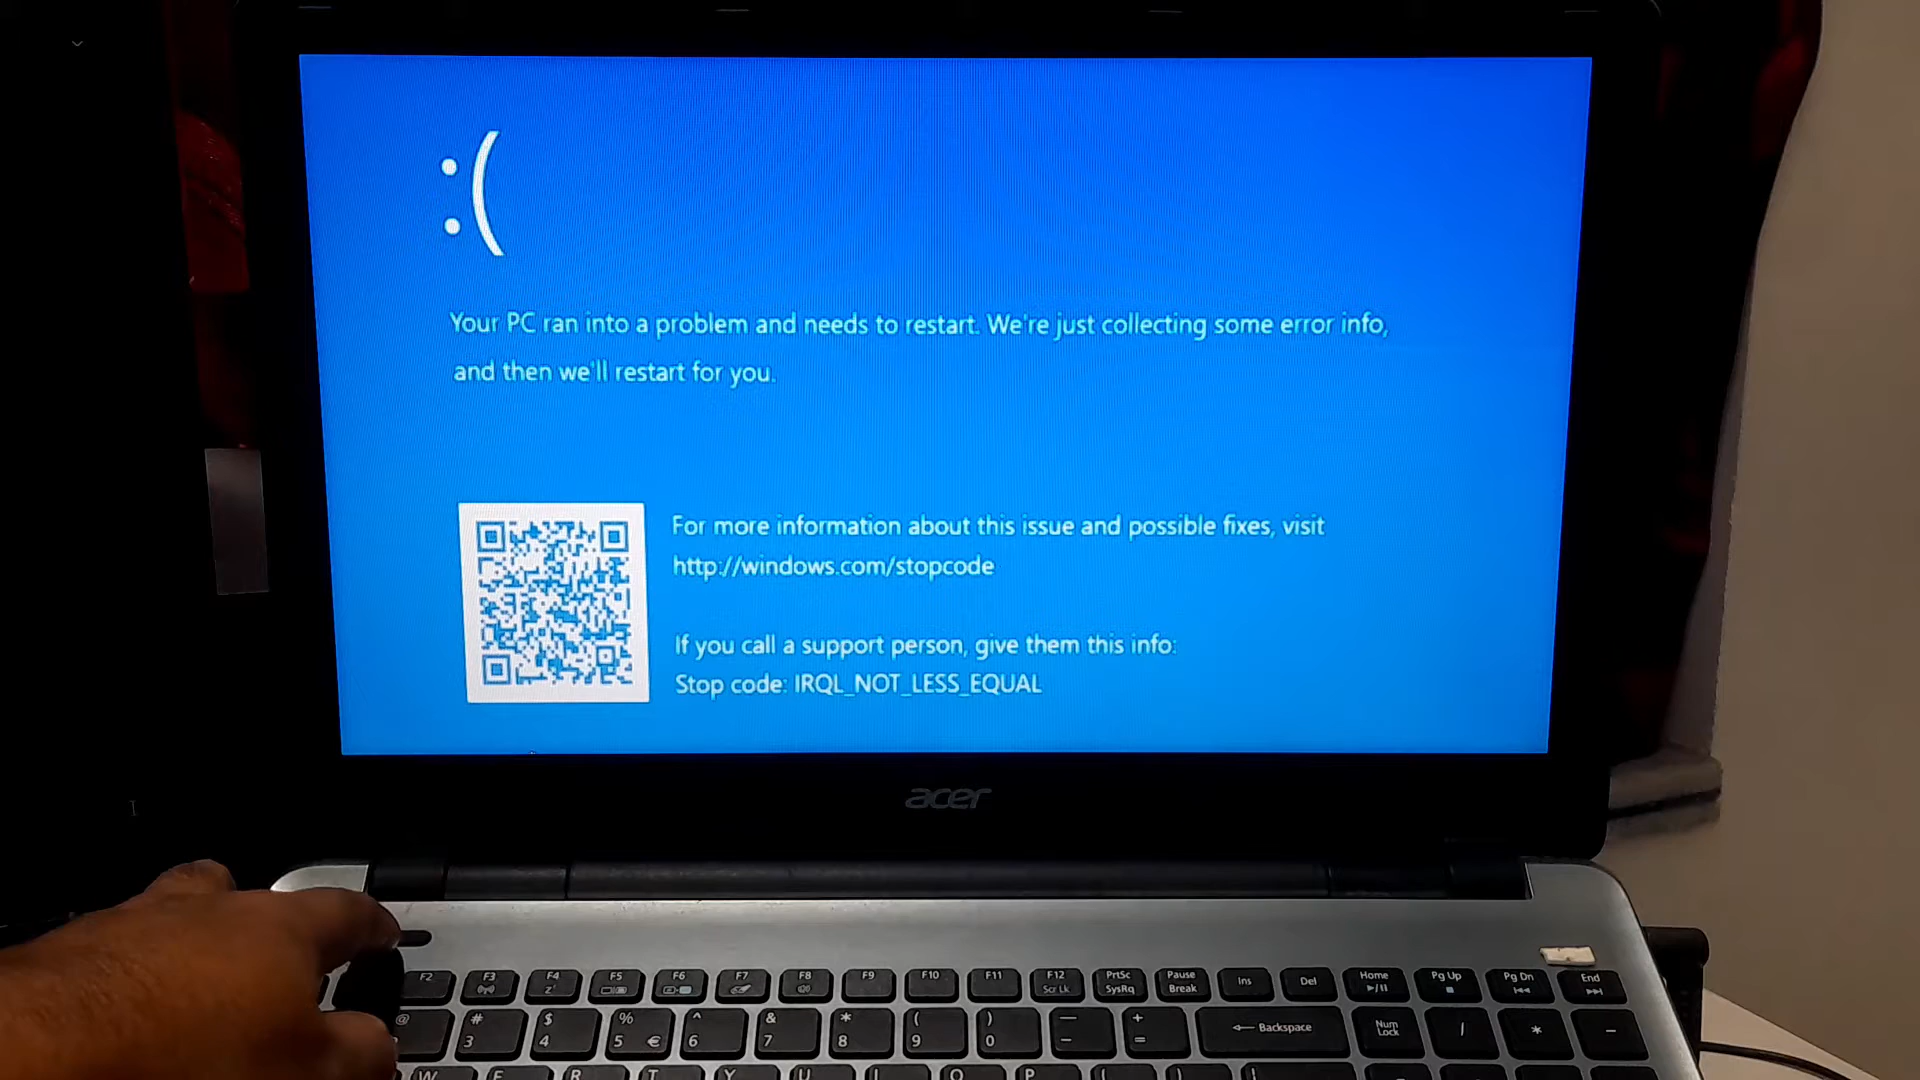 :(
Your PC ran into a problem and needs to restart. We're just collecting some error info,
and then we'll restart for you.
For more information about this issue and possible fixes, visit
http://windows.com/stopcode
If you call a support person, give them this info:
Stop code: IRQL_NOT_LESS_EQUAL
acer
F2 F3 F4 F5 F6 F7 F8 F9 F10 F11 F12 PrtSc Pause Ins Del Home Pg Up Pg Dn End
Scr Lk SysRq Break
@ # $ % ^ & * ( ) — + Backspace Num / * -
3 4 5 € 6 7 8 9 0 - = Lock
W E R T Y U I O P